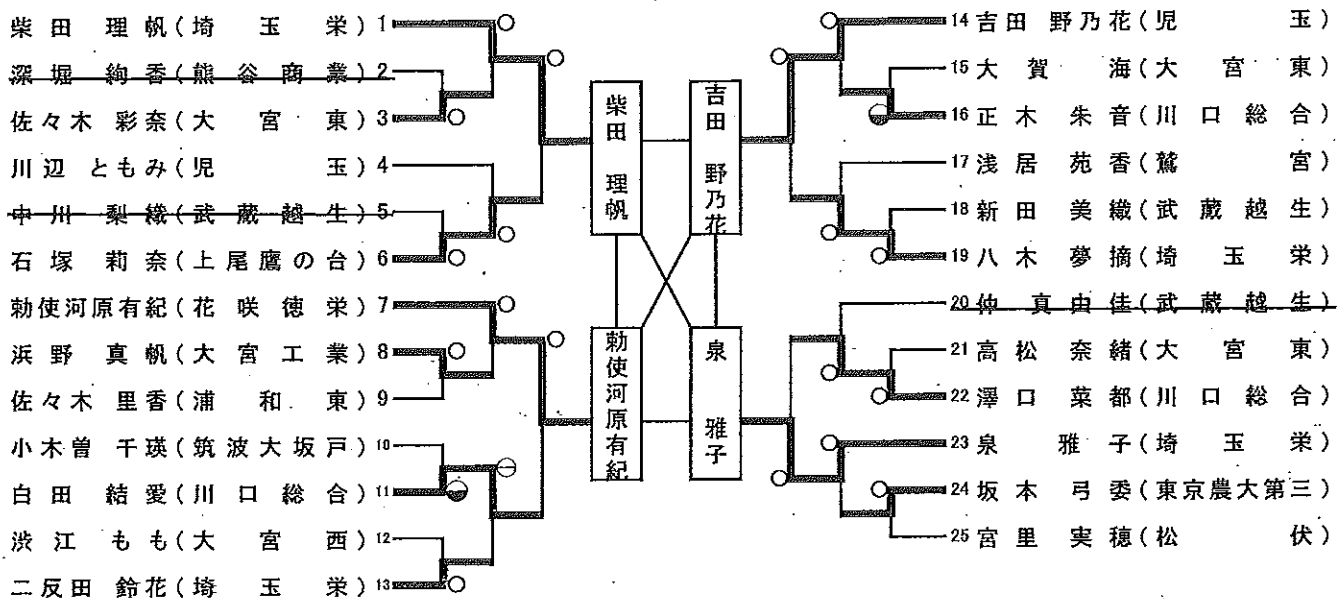 柴田 理帆(埼玉栄) 1
深堀 絢香(熊谷商業) 2
佐々木 彩奈(大宮東) 3
川辺 ともみ(児玉) 4
中川 梨織(武蔵越生) 5
石塚 莉奈(上尾鷹の台) 6
勅使河原有紀(花咲徳栄) 7
浜野 真帆(大宮工業) 8
佐々木 里香(浦和東) 9
小木曽 千瑛(筑波大坂戸) 10
白田 結愛(川口総合) 11
渋江 もも(大宮西) 12
二反田 鈴花(埼玉栄) 13
柴田 理帆
勅使河原有紀
吉田 野乃花
泉 雅子
14 吉田 野乃花(児玉)
15 大賀 海(大宮東)
16 正木 朱音(川口総合)
17 浅居 苑香(鷲宮)
18 新田 美織(武蔵越生)
19 八木 夢摘(埼玉栄)
20 仲 真由佳(武蔵越生)
21 高松 奈緒(大宮東)
22 澤口 菜都(川口総合)
23 泉 雅子(埼玉栄)
24 坂本 弓委(東京農大第三)
25 宮里 実穂(松伏)